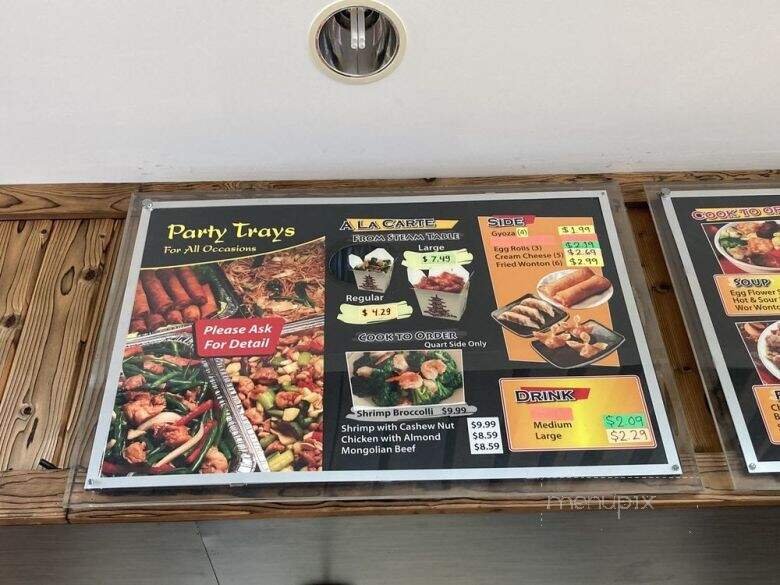 Party Trays
For All Occasions
Please Ask
For Detail
À LA CARTE
FROM STEAM TABLE
Large
$ 7.49
Regular
$ 4.29
COOK TO ORDER
Quart Side Only
Shrimp Broccolli $9.99
Shrimp with Cashew Nut $9.99
Chicken with Almond $8.59
Mongolian Beef $8.59
SIDE
Gyoza (4) $1.99
Egg Rolls (3) $2.19
Cream Cheese (5) $2.69
Fried Wonton (6) $2.99
DRINK
Medium $2.09
Large $2.29
COOK TO
SOUP
Egg Flower
Hot & Sour
Wor Wont
menupix